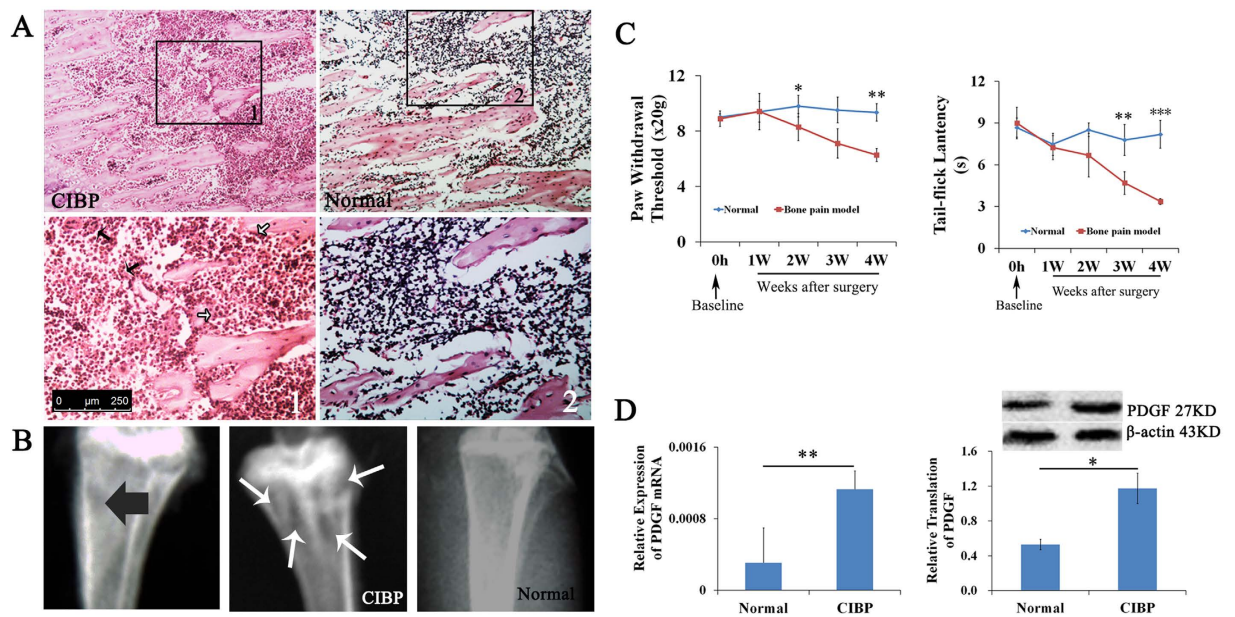 A
1
CIBP
2
Normal
0 µm 250
1
2
B
CIBP
Normal
C
Paw Withdrawal
Threshold (x20g)
12
9
6
3
0
*
**
Normal
Bone pain model
0h
1W
2W
3W
4W
Baseline
Weeks after surgery
Tail-flick Lantency
(s)
12
9
6
3
0
**
***
Normal
Bone pain model
0h
1W
2W
3W
4W
Baseline
Weeks after surgery
D
Relative Expression
of PDGF mRNA
0.0016
0.0008
0
**
Normal
CIBP
PDGF 27KD
β-actin 43KD
Relative Translation
of PDGF
1.6
1.2
0.8
0.4
0.0
*
Normal
CIBP